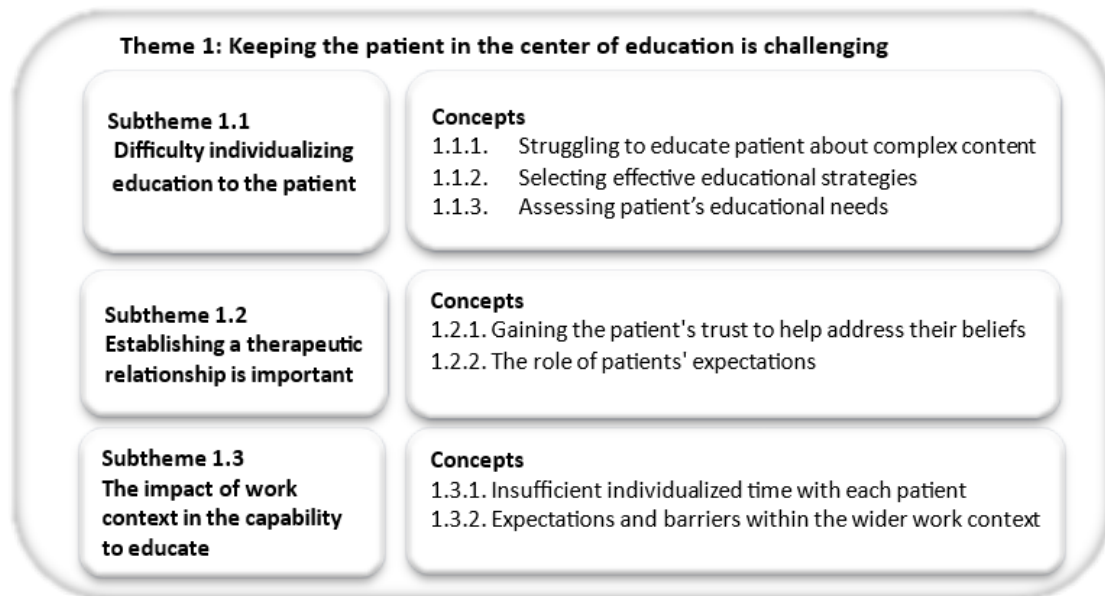 Theme 1: Keeping the patient in the center of education is challenging
Subtheme 1.1
Difficulty individualizing
education to the patient
Concepts
1.1.1. Struggling to educate patient about complex content
1.1.2. Selecting effective educational strategies
1.1.3. Assessing patient’s educational needs
Subtheme 1.2
Establishing a therapeutic
relationship is important
Concepts
1.2.1. Gaining the patient's trust to help address their beliefs
1.2.2. The role of patients' expectations
Subtheme 1.3
The impact of work
context in the capability
to educate
Concepts
1.3.1. Insufficient individualized time with each patient
1.3.2. Expectations and barriers within the wider work context